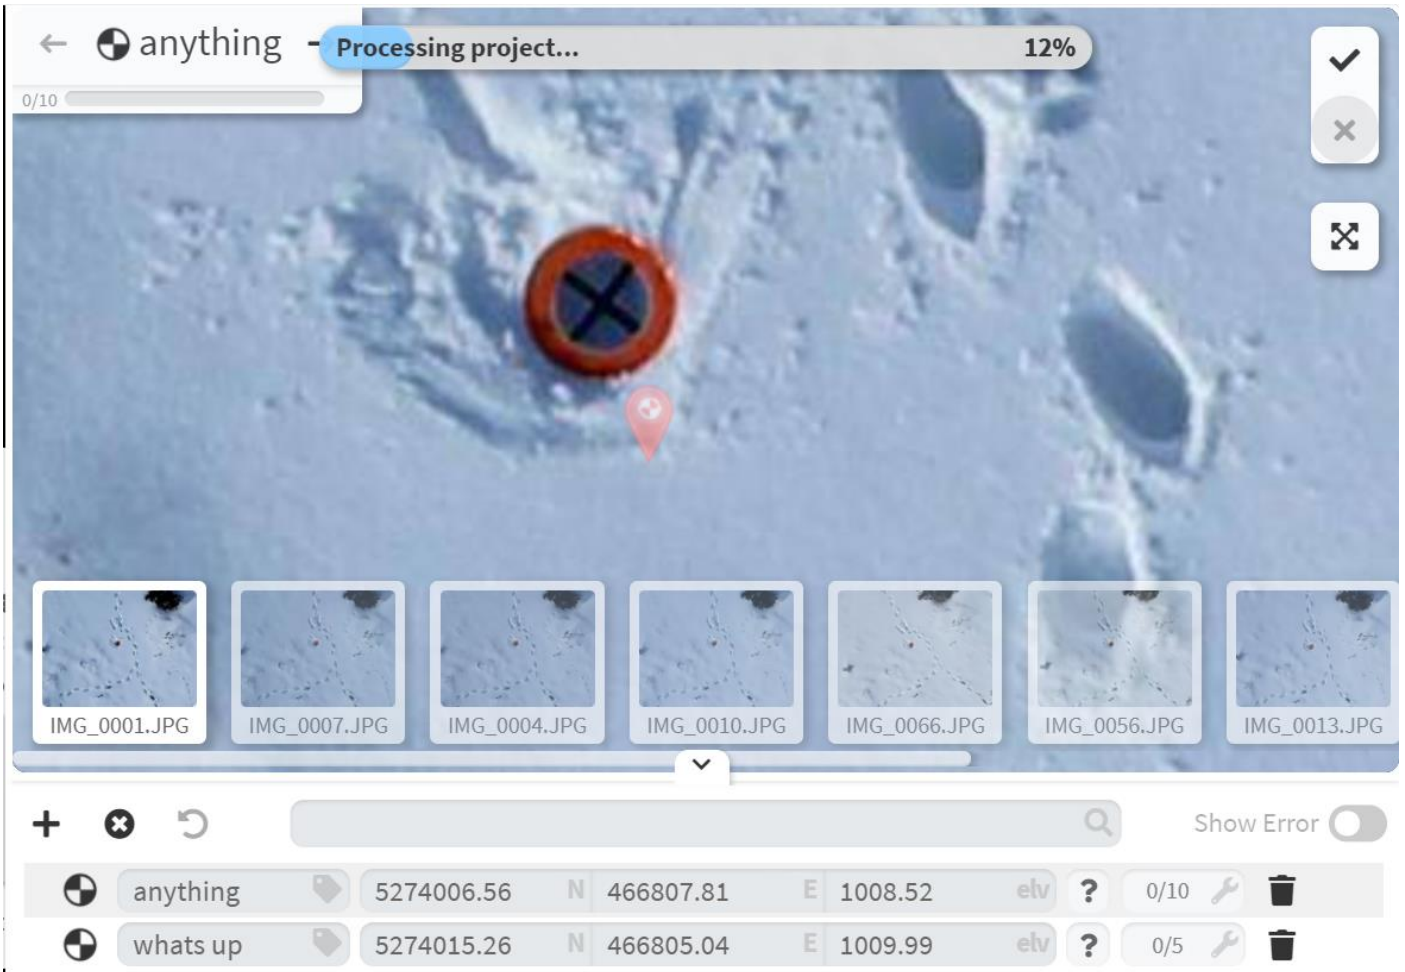 anything
Processing project... 12%
0/10
IMG_0001.JPG IMG_0007.JPG IMG_0004.JPG IMG_0010.JPG IMG_0066.JPG IMG_0056.JPG IMG_0013.JPG
Show Error
anything 5274006.56 N 466807.81 E 1008.52 elv ? 0/10
whats up 5274015.26 N 466805.04 E 1009.99 elv ? 0/5